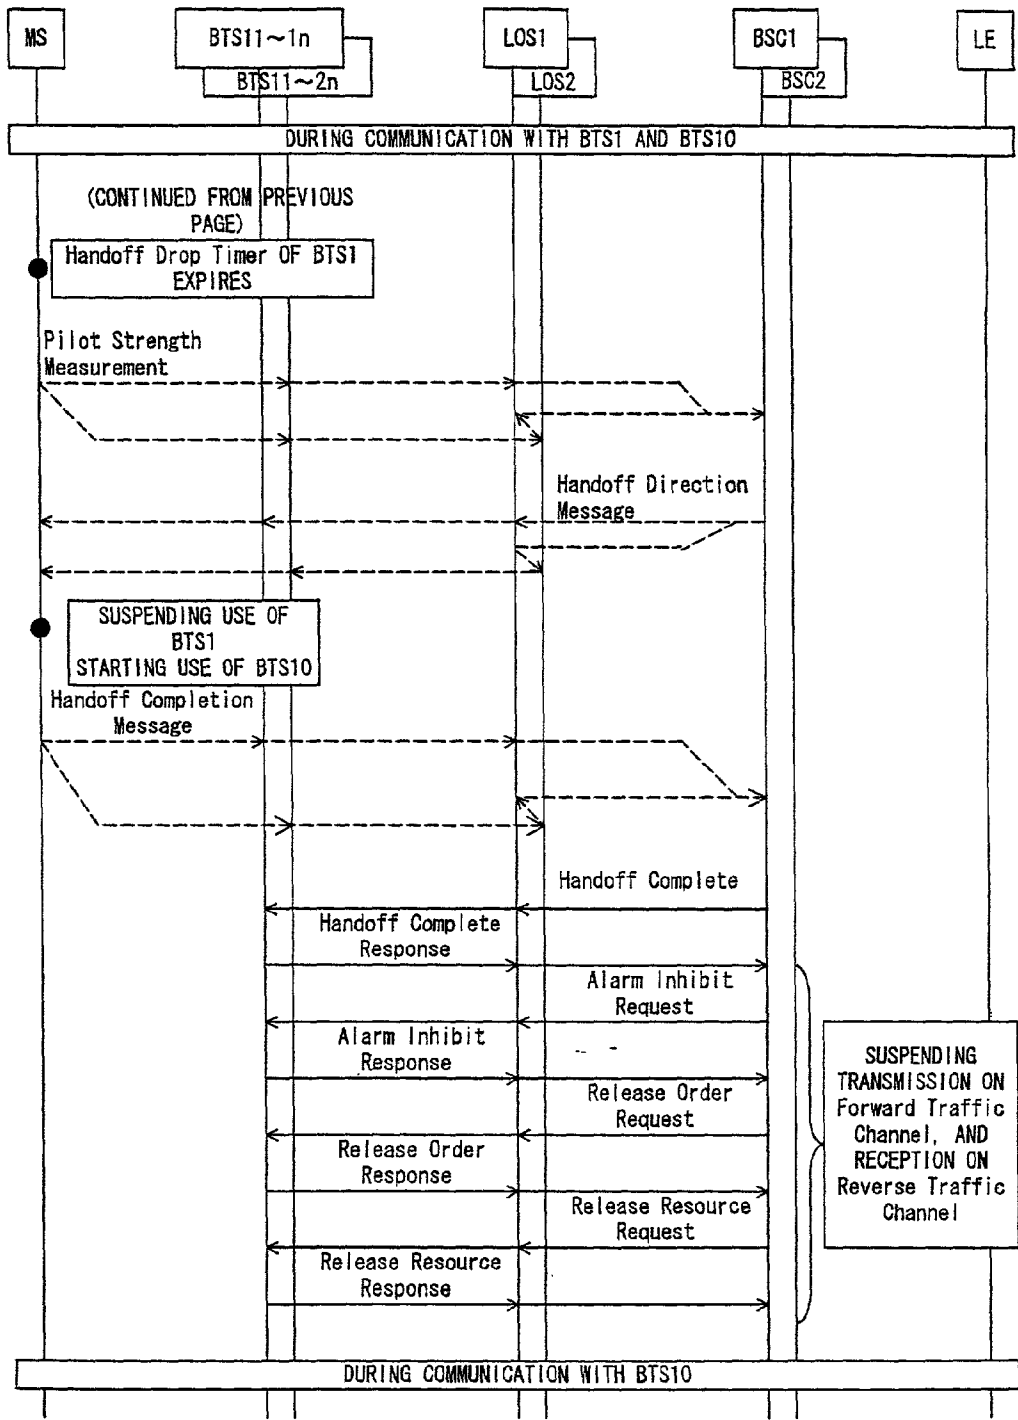 MS
BTS11~1n
LOS1
BSC1
LE
BTS11~2n
LOS2
BSC2
DURING COMMUNICATION WITH BTS1 AND BTS10
(CONTINUED FROM PREVIOUS
PAGE)
Handoff Drop Timer OF BTS1
EXPIRES
Pilot Strength
Measurement
Handoff Direction
Message
SUSPENDING USE OF
BTS1
STARTING USE OF BTS10
Handoff Completion
Message
Handoff Complete
Handoff Complete
Response
Alarm Inhibit
Request
Alarm Inhibit
Response
Release Order
Request
Release Order
Response
Release Resource
Request
Release Resource
Response
SUSPENDING
TRANSMISSION ON
Forward Traffic
Channel, AND
RECEPTION ON
Reverse Traffic
Channel
DURING COMMUNICATION WITH BTS10